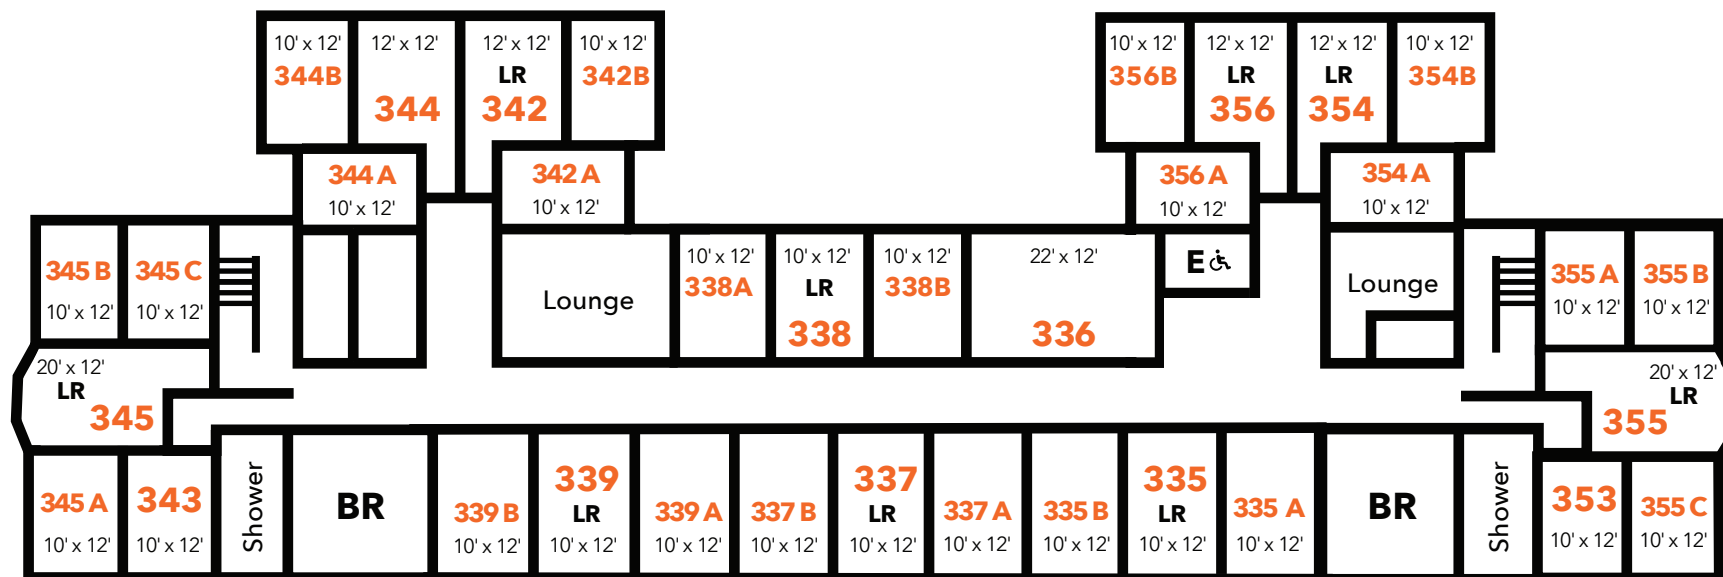 10' x 12'
344B
12' x 12'
344
12' x 12'
LR
342
10' x 12'
342B
10' x 12'
356B
12' x 12'
LR
356
12' x 12'
LR
354
10' x 12'
354B
344 A
10' x 12'
342 A
10' x 12'
356 A
10' x 12'
354 A
10' x 12'
345 B
10' x 12'
345 C
10' x 12'
Lounge
10' x 12'
338A
10' x 12'
LR
338
10' x 12'
338B
22' x 12'
336
E
Lounge
355 A
10' x 12'
355 B
10' x 12'
20' x 12'
LR
345
20' x 12'
LR
355
345 A
10' x 12'
343
10' x 12'
Shower
BR
339 B
10' x 12'
339
LR
10' x 12'
339 A
10' x 12'
337 B
10' x 12'
337
LR
10' x 12'
337 A
10' x 12'
335 B
10' x 12'
335
LR
10' x 12'
335 A
10' x 12'
BR
Shower
353
10' x 12'
355 C
10' x 12'